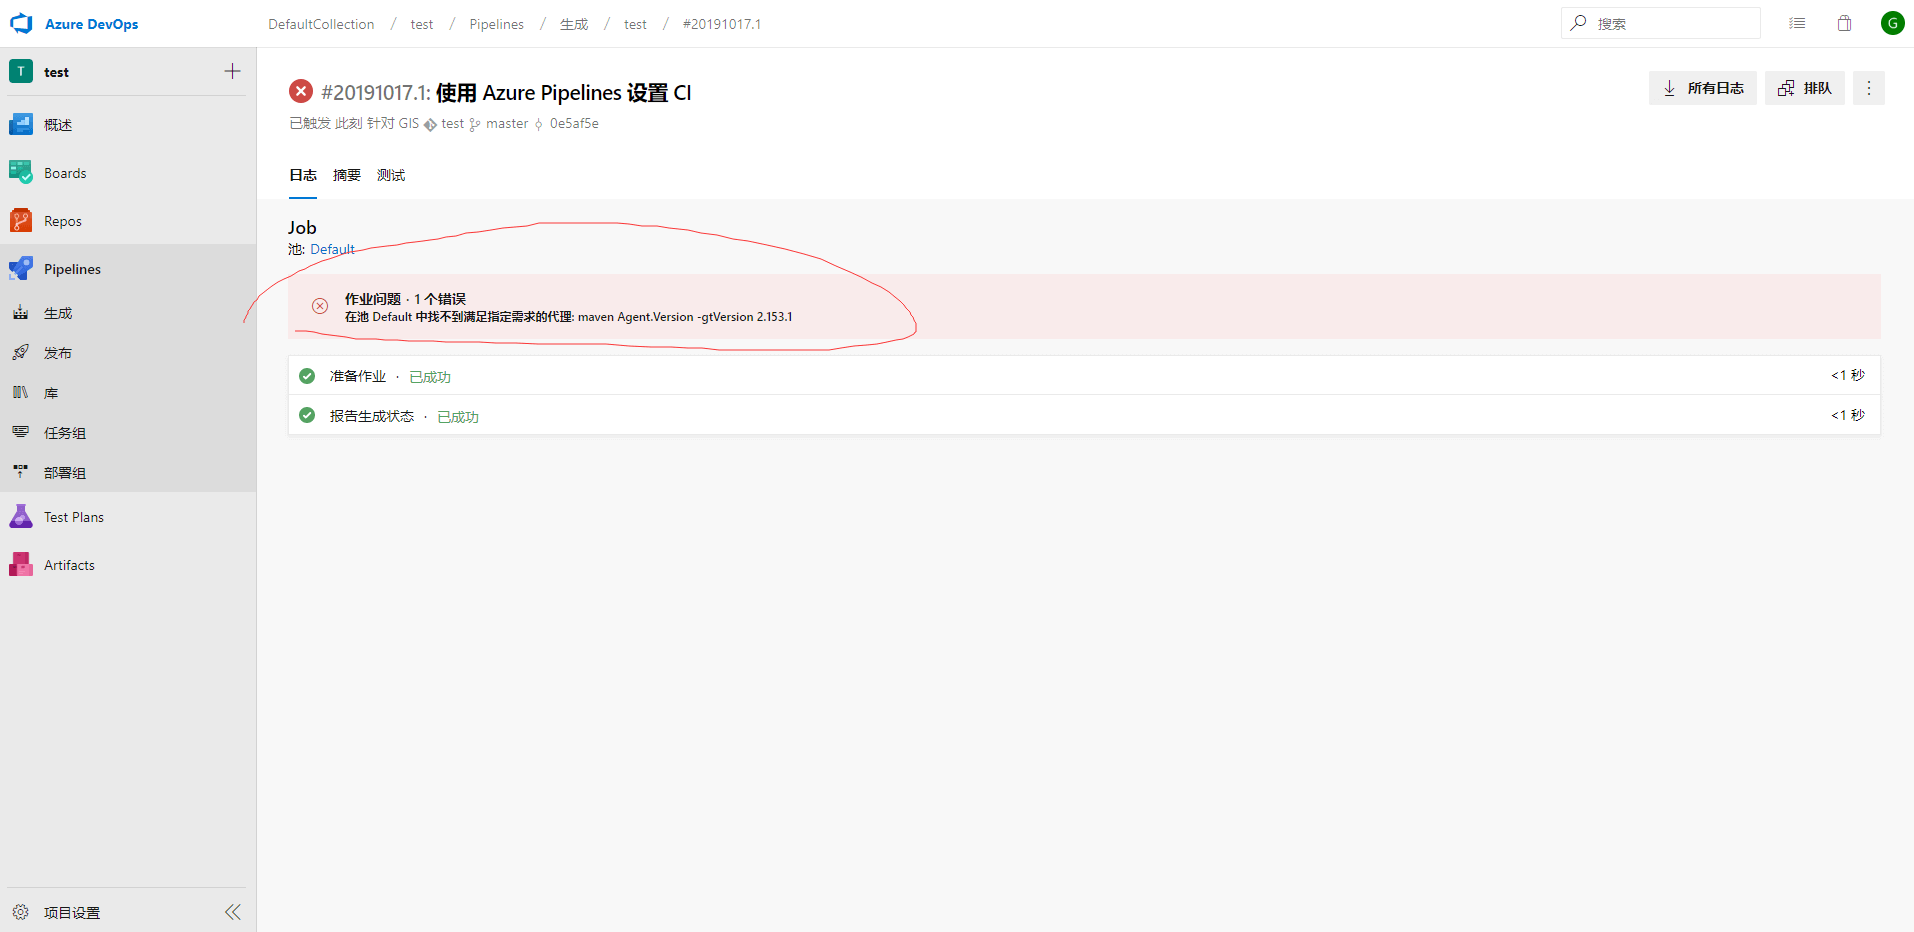 Azure DevOps
DefaultCollection / test / Pipelines / 生成 / test / #20191017.1
搜索
G
T test
#20191017.1: 使用 Azure Pipelines 设置 CI
所有日志
排队
已触发 此刻 针对 GIS test master 0e5af5e
概述
Boards
Repos
Pipelines
生成
发布
库
任务组
部署组
Test Plans
Artifacts
项目设置
日志 摘要 测试
Job
池: Default
作业问题 · 1 个错误
在池 Default 中找不到满足指定需求的代理: maven Agent.Version -gtVersion 2.153.1
准备作业 · 已成功 <1 秒
报告生成状态 · 已成功 <1 秒